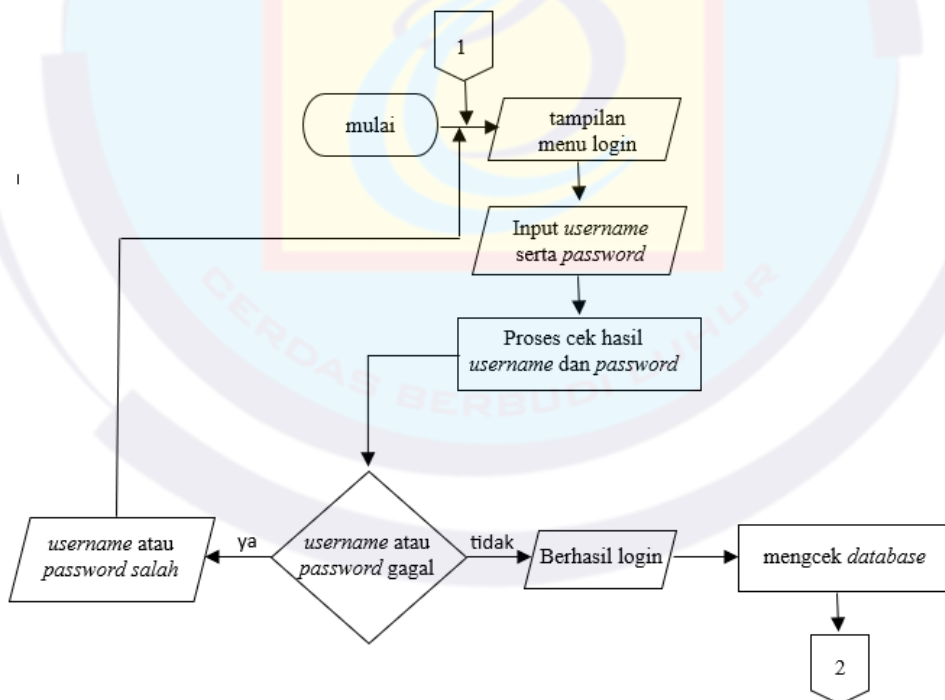 1
mulai
tampilan
menu login
Input username
serta password
Proses cek hasil
username dan password
username atau
password salah
ya
username atau
password gagal
tidak
Berhasil login
mengcek database
2
CERDAS BERBUDI LUHUR